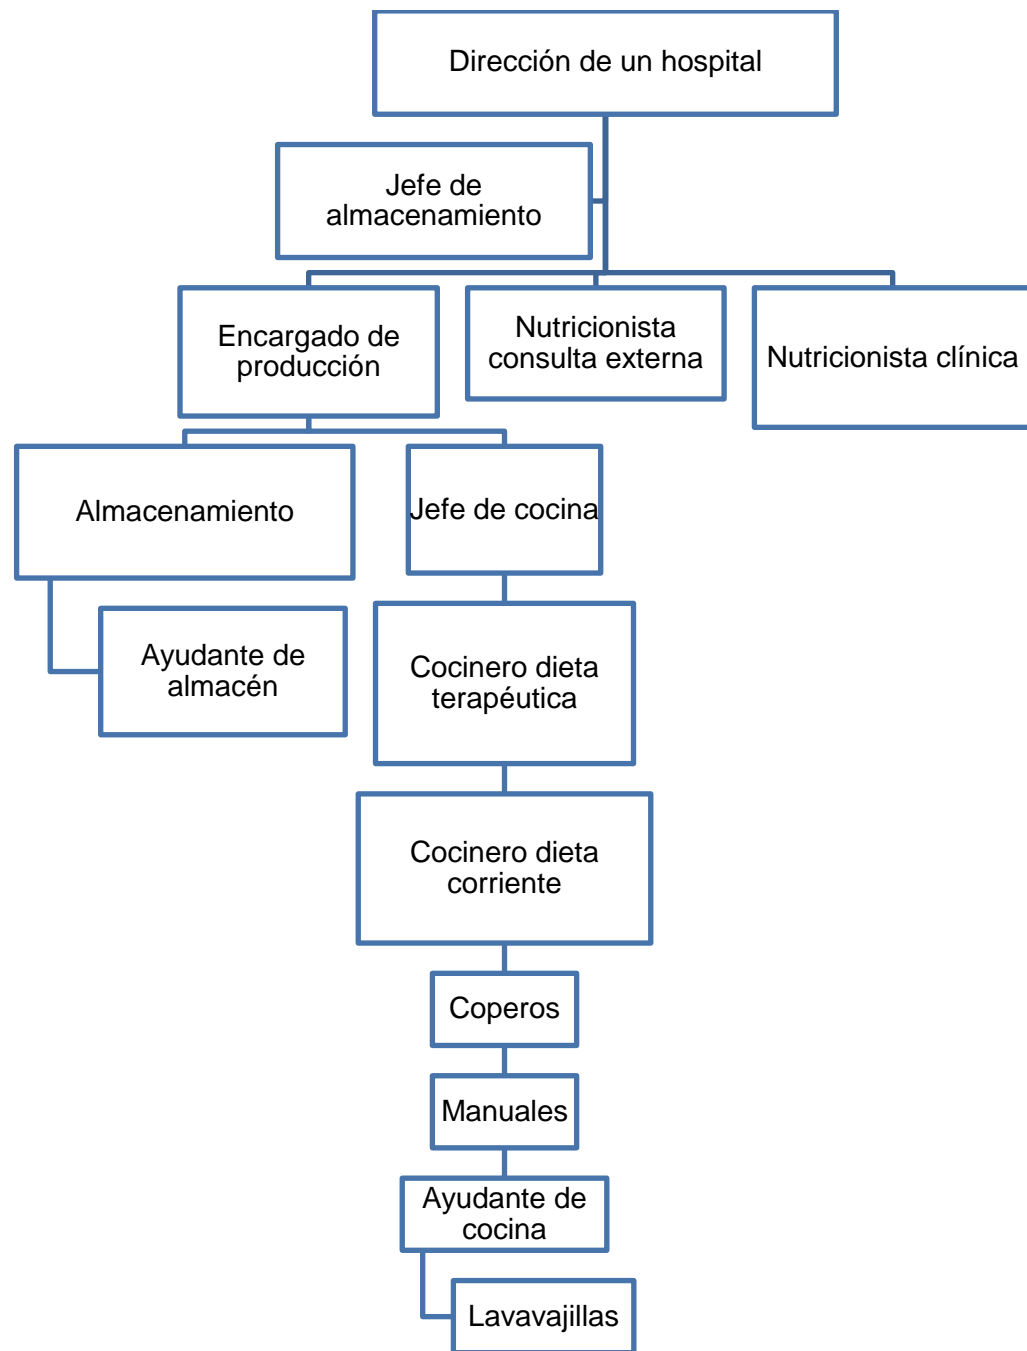 Dirección de un hospital
Jefe de
almacenamiento
Encargado de
producción
Nutricionista
consulta externa
Nutricionista clínica
Almacenamiento
Jefe de cocina
Ayudante de
almacén
Cocinero dieta
terapéutica
Cocinero dieta
corriente
Coperos
Manuales
Ayudante de
cocina
Lavavajillas